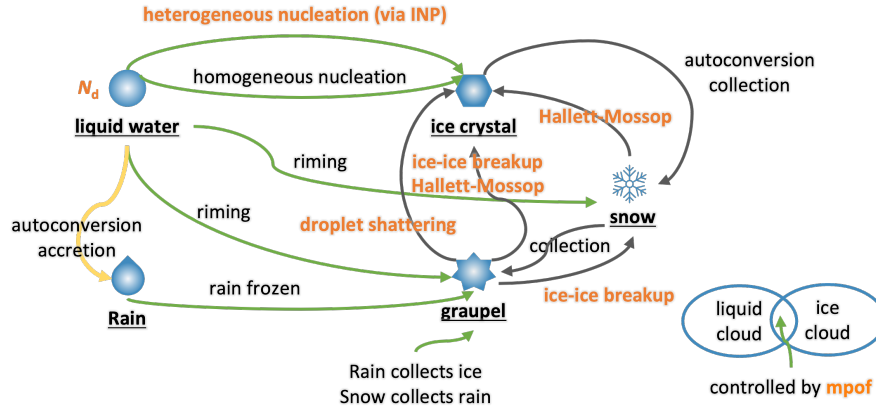 heterogeneous nucleation (via INP)
homogeneous nucleation
autoconversion
collection
Nd
liquid water
ice crystal
Hallett-Mossop
riming
ice-ice breakup
Hallett-Mossop
riming
droplet shattering
snow
autoconversion
accretion
collection
rain frozen
ice-ice breakup
Rain
graupel
liquid
cloud
ice
cloud
Rain collects ice
Snow collects rain
controlled by mpof